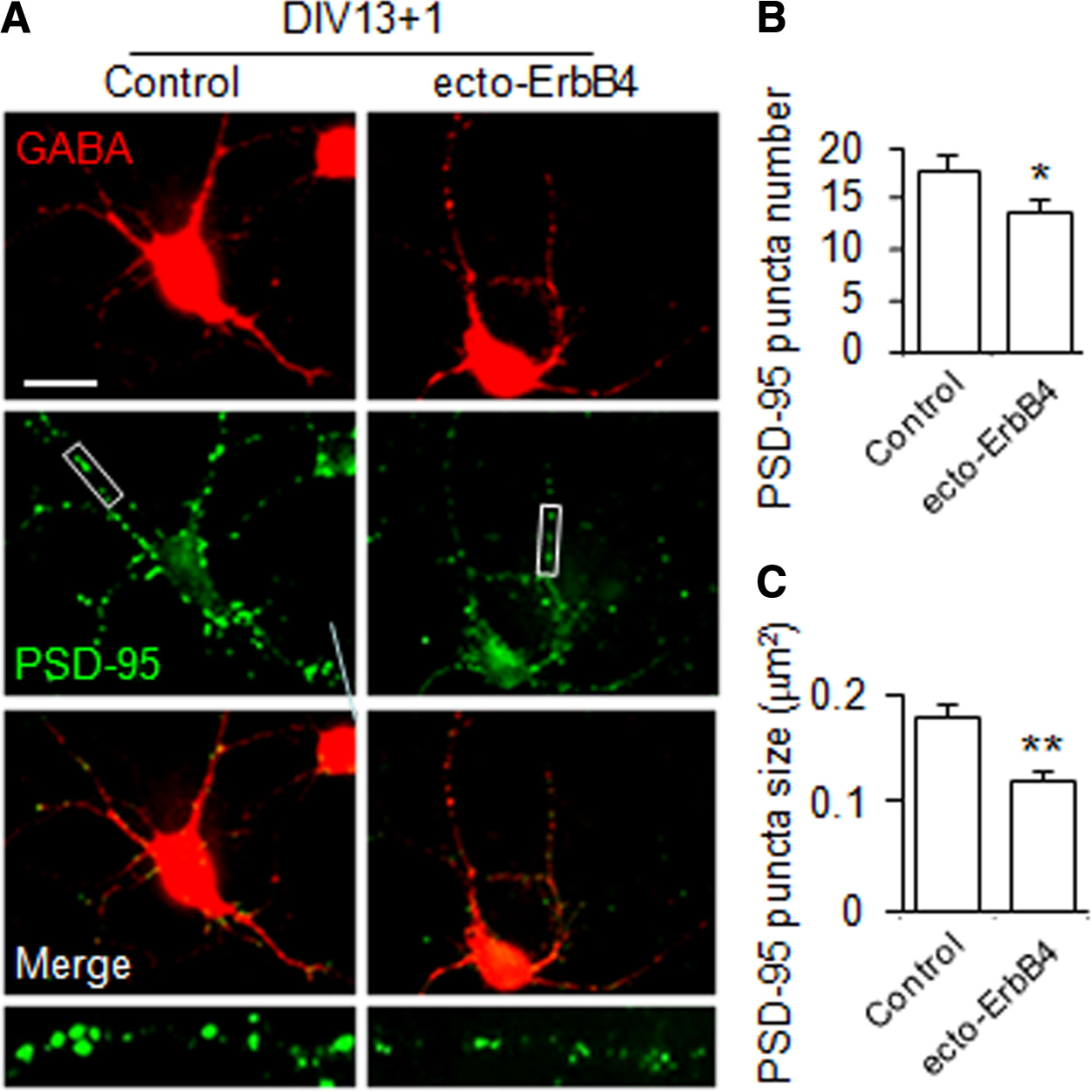 A
DIV13+1
Control
ecto-ErbB4
GABA
PSD-95
Merge
B
PSD-95 puncta number
20
15
10
5
0
Control
ecto-ErbB4
*
C
PSD-95 puncta size (µm²)
0.2
0.1
0
Control
ecto-ErbB4
**